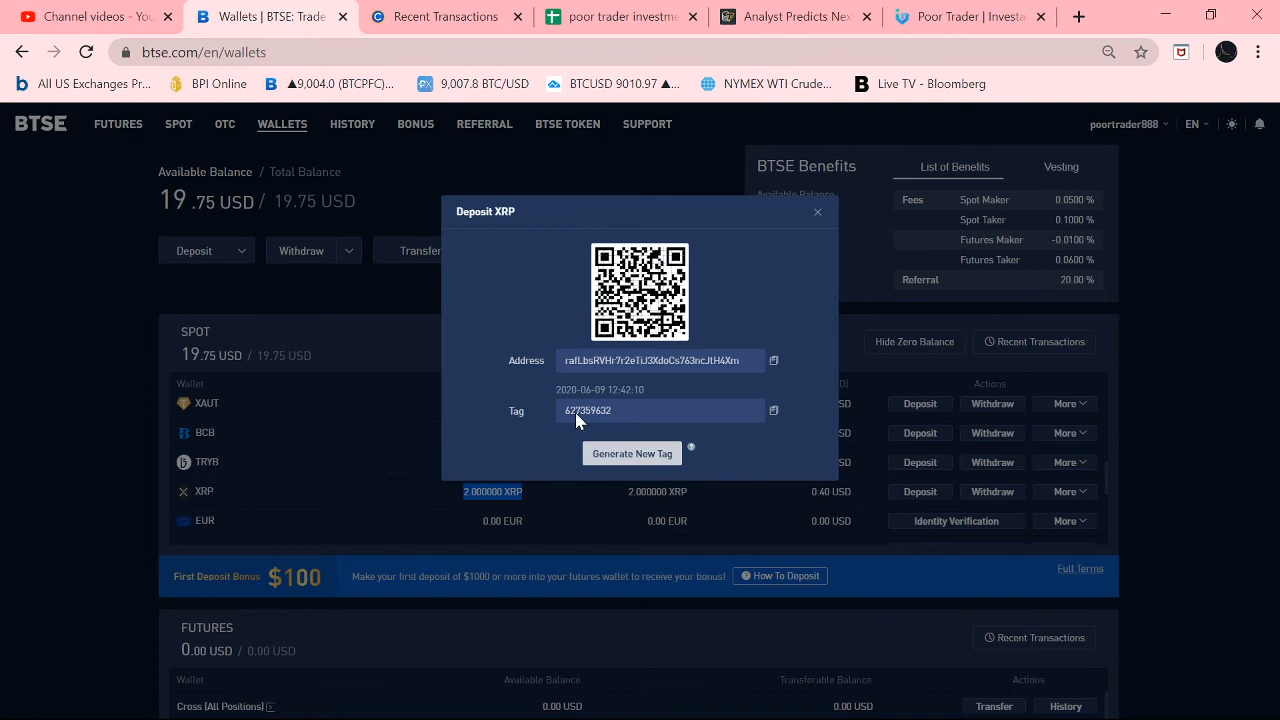 Channel videos - YouTube
Wallets | BTSE Trade
Recent Transactions
poor trader888
Analyst Predicts Nex
Poor Trader | Investa
btse.com/en/wallets
All US Exchanges Pr...
BPI Online
▲9,004.0 (BTCPFC)...
9,007.8 BTC/USD
BTCUSD 9010.97 ▲...
NYMEX WTI Crude...
Live TV - Bloomberg
BTSE
FUTURES
SPOT
OTC
WALLETS
HISTORY
BONUS
REFERRAL
BTSE TOKEN
SUPPORT
poortrader888
EN
Available Balance / Total Balance
19.75 USD / 19.75 USD
Deposit
Withdraw
Transfer
BTSE Benefits
List of Benefits
Vesting
Fees Spot Maker 0.0500 %
Spot Taker 0.1000 %
Futures Maker -0.0100 %
Futures Taker 0.0600 %
Referral 20.00 %
Deposit XRP
Address rafLbsRVHr7r2eTiJ3XdoCs763ncJtH4Xm
2020-06-09 12:42:10
Tag 627359632
Generate New Tag
SPOT
19.75 USD / 19.75 USD
Hide Zero Balance
Recent Transactions
Wallet
Actions
XAUT Deposit Withdraw More
BCB Deposit Withdraw More
TRYB Deposit Withdraw More
XRP 2.000000 XRP 2.000000 XRP 0.40 USD Deposit Withdraw More
EUR 0.00 EUR 0.00 EUR 0.00 USD Identity Verification More
First Deposit Bonus $100 Make your first deposit of $1000 or more into your futures wallet to receive your bonus! How To Deposit
Full Terms
FUTURES
0.00 USD / 0.00 USD
Recent Transactions
Wallet Available Balance Transferable Balance Actions
Cross (All Positions) 0.00 USD 0.00 USD Transfer History